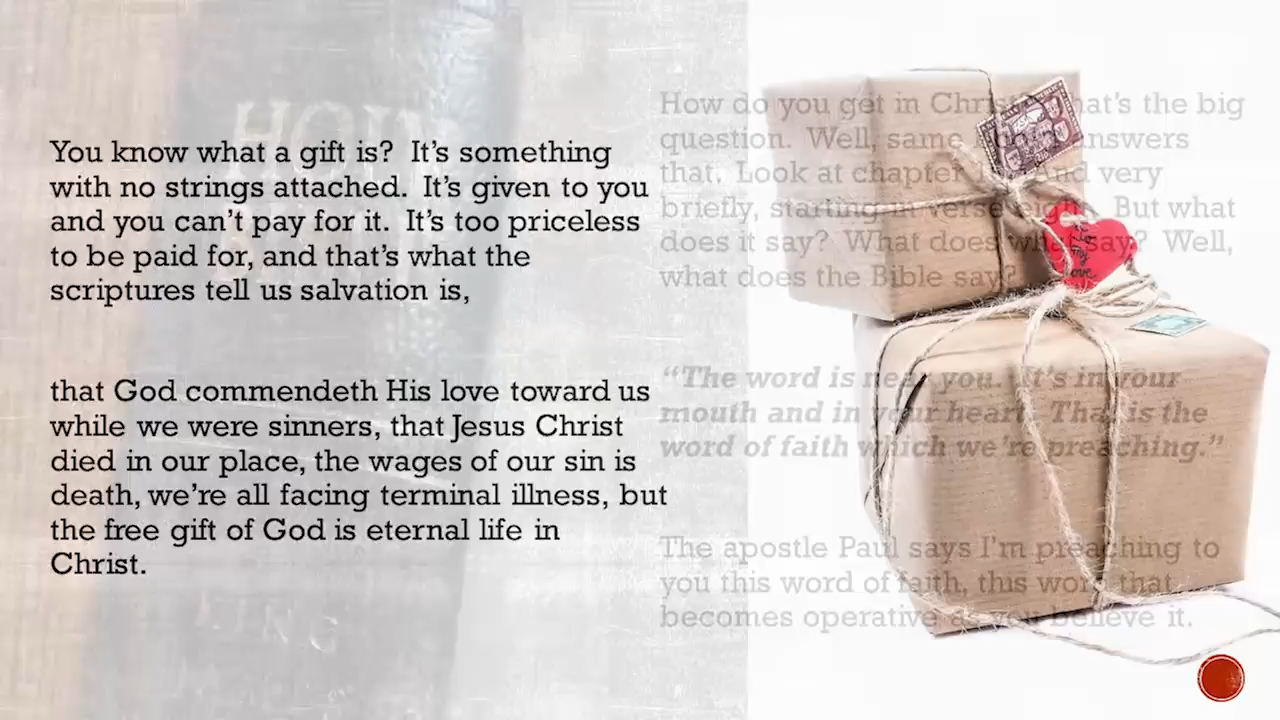 You know what a gift is? It's something
with no strings attached. It's given to you
and you can't pay for it. It's too priceless
to be paid for, and that's what the
scriptures tell us salvation is,
that God commendeth His love toward us
while we were sinners, that Jesus Christ
died in our place, the wages of our sin is
death, we're all facing terminal illness, but
the free gift of God is eternal life in
Christ.
How do you get in Christ? That's the big
question. Well, same answers
that. Look at chapter And very
briefly, starting in verse eight. But what
does it say? What does what say? Well,
what does the Bible say?
"The word is near you. It's in your
mouth and in your heart. That is the
word of faith which we're preaching."
The apostle Paul says I'm preaching to
you this word of faith, this word that
becomes operative as you believe it.
HOLY
KING
love